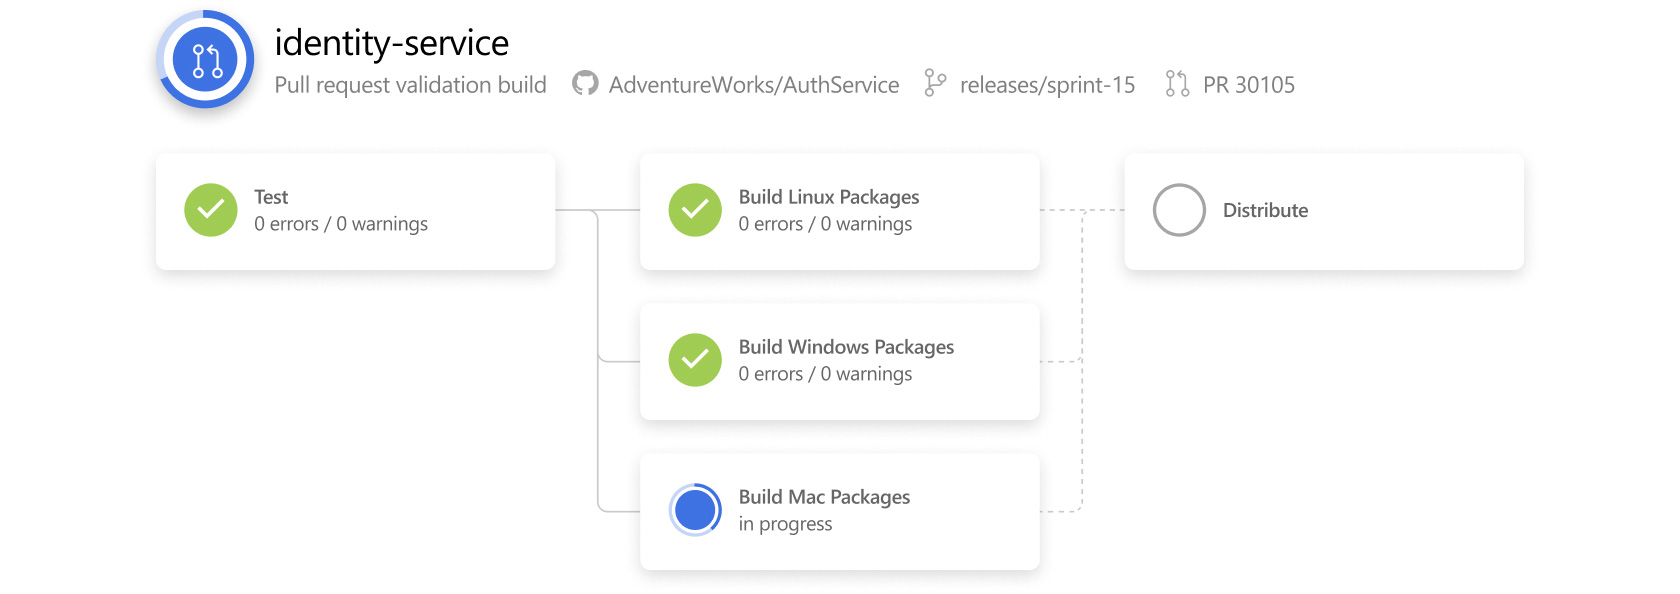 identity-service
Pull request validation build AdventureWorks/AuthService releases/sprint-15 PR 30105
Test
0 errors / 0 warnings
Build Linux Packages
0 errors / 0 warnings
Distribute
Build Windows Packages
0 errors / 0 warnings
Build Mac Packages
in progress